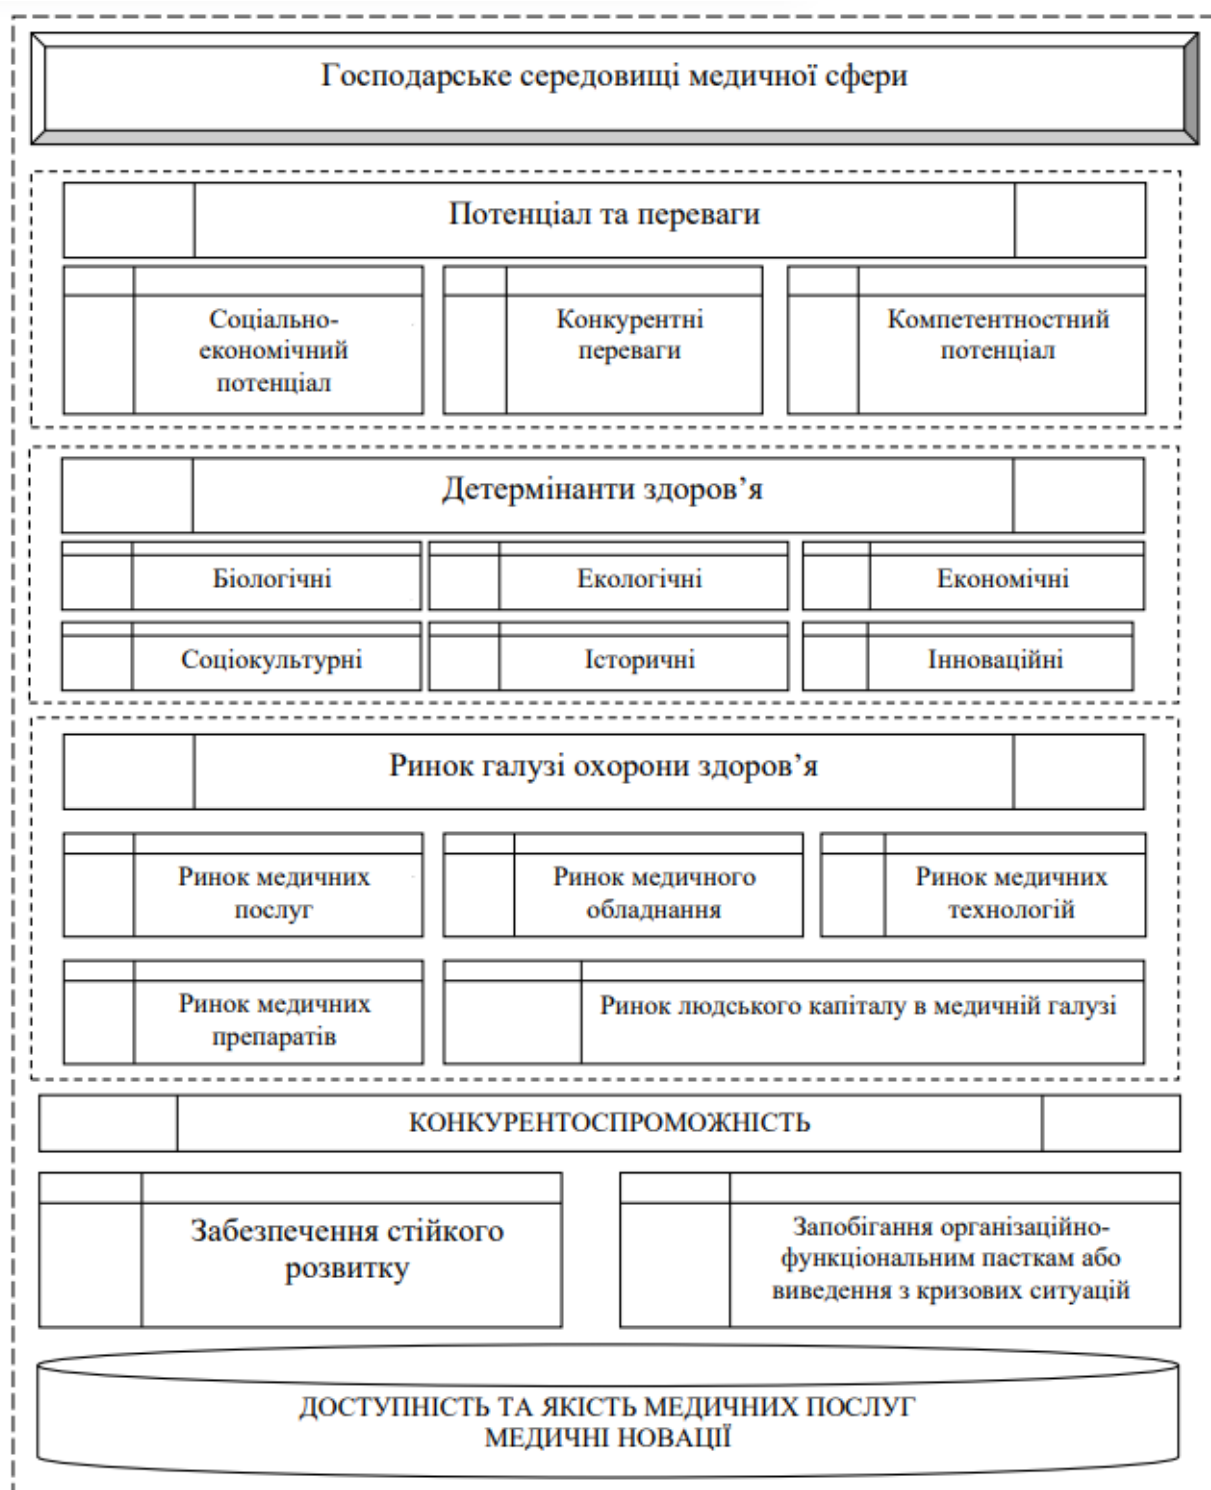 Господарське середовищі медичної сфери
Потенціал та переваги
Соціально-
економічний
потенціал
Конкурентні
переваги
Компетентностний
потенціал
Детермінанти здоров’я
Біологічні
Екологічні
Економічні
Соціокультурні
Історичні
Інноваційні
Ринок галузі охорони здоров’я
Ринок медичних
послуг
Ринок медичного
обладнання
Ринок медичних
технологій
Ринок медичних
препаратів
Ринок людського капіталу в медичній галузі
КОНКУРЕНТОСПРОМОЖНІСТЬ
Забезпечення стійкого
розвитку
Запобігання організаційно-
функціональним пасткам або
виведення з кризових ситуацій
ДОСТУПНІСТЬ ТА ЯКІСТЬ МЕДИЧНИХ ПОСЛУГ
МЕДИЧНІ НОВАЦІЇ